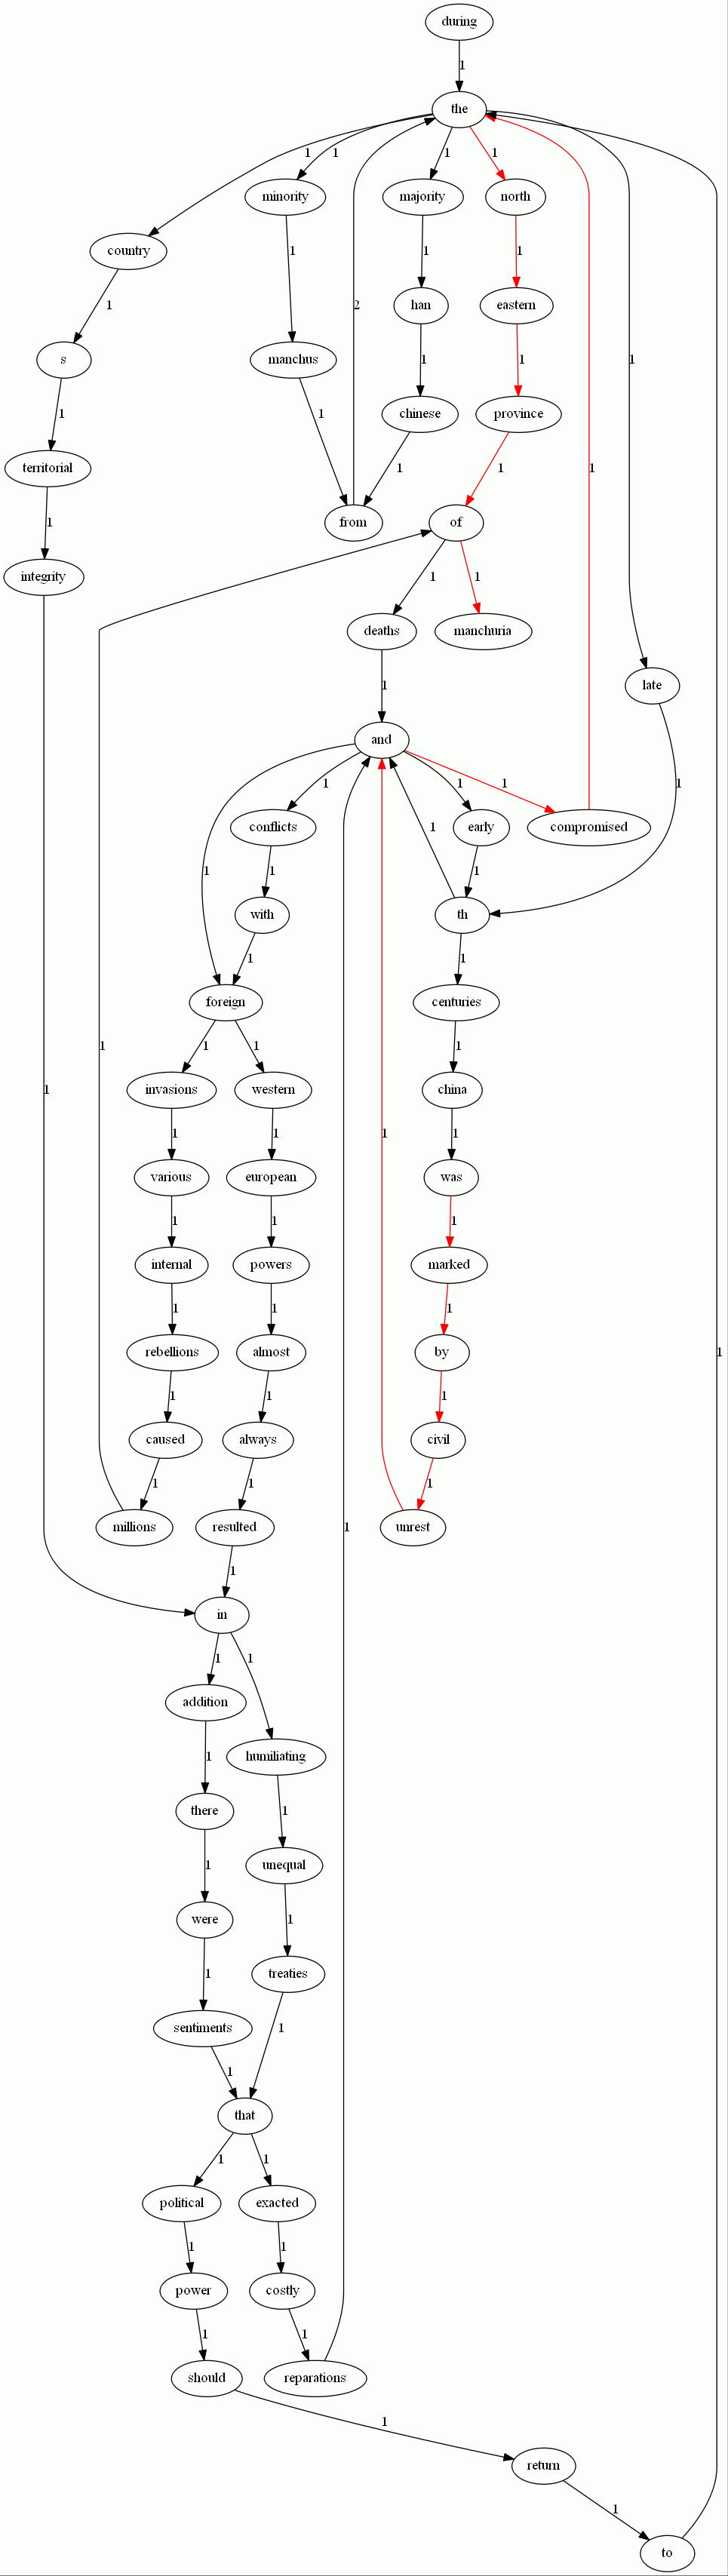 during
1
the
1 1 1 1
minority majority north
1 1 1
country
1 2 han eastern
s manchus 1 1 1
1 1 chinese province
territorial 1 1 1
1 from of
integrity 1 1
deaths manchuria
1 late
and
1 1 1 1
1 conflicts early compromised
1 1 1
with th
1 1
foreign centuries
1 1 1 1
invasions western china
1 1 1 1
various european was
1 1 1
internal powers marked
1 1 1
rebellions almost by
1 1 1 1
caused always civil
1 1 1
millions resulted 1 unrest
1
in
1 1
addition
1 humiliating
there 1
1 unequal
were 1
1 treaties
sentiments 1
1
that
1 1
political exacted
1 1
power costly
1 1
should reparations
1
return
1
to